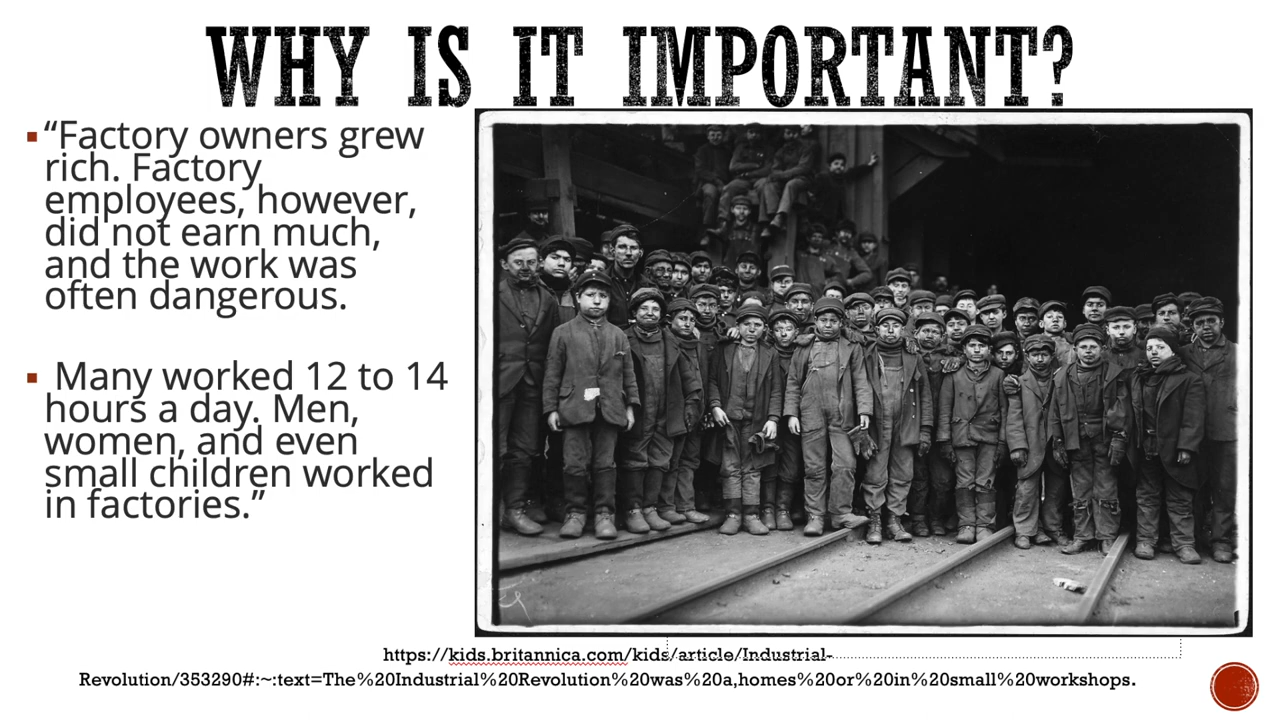 WHY IS IT IMPORTANT?
▪“Factory owners grew
rich. Factory
employees, however,
did not earn much,
and the work was
often dangerous.
▪ Many worked 12 to 14
hours a day. Men,
women, and even
small children worked
in factories.”
https://kids.britannica.com/kids/article/Industrial-
Revolution/353290#:~:text=The%20Industrial%20Revolution%20was%20a,homes%20or%20in%20small%20workshops.